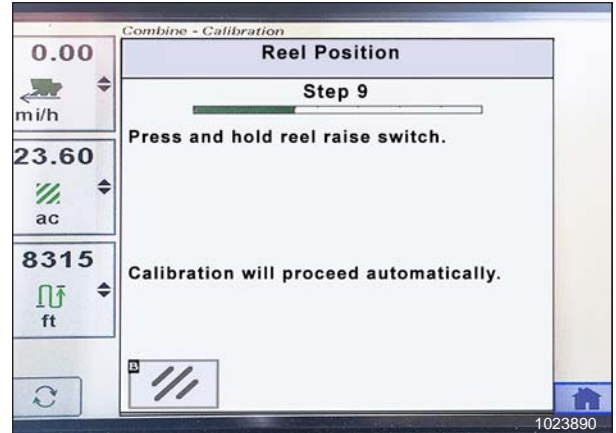 Combine - Calibration
Reel Position
Step 9
Press and hold reel raise switch.
Calibration will proceed automatically.
0.00
mi/h
23.60
ac
8315
ft
B
1023890